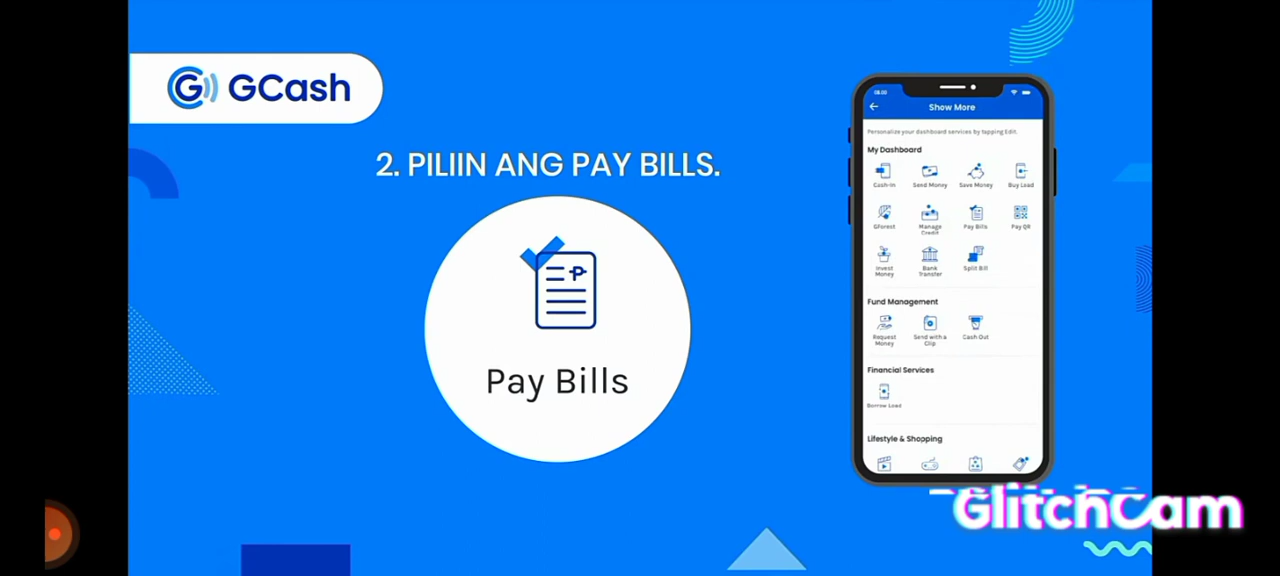 GCash
2. PILIIN ANG PAY BILLS.
Pay Bills
08.00
Show More
Personalize your dashboard services by tapping Edit.
My Dashboard
Cash-In Send Money Save Money Buy Load
GForest Manage Credit Pay Bills Pay QR
Invest Money Bank Transfer Split Bill
Fund Management
Request Money Send with a Clip Cash Out
Financial Services
Borrow Load
Lifestyle & Shopping
GlitchCam